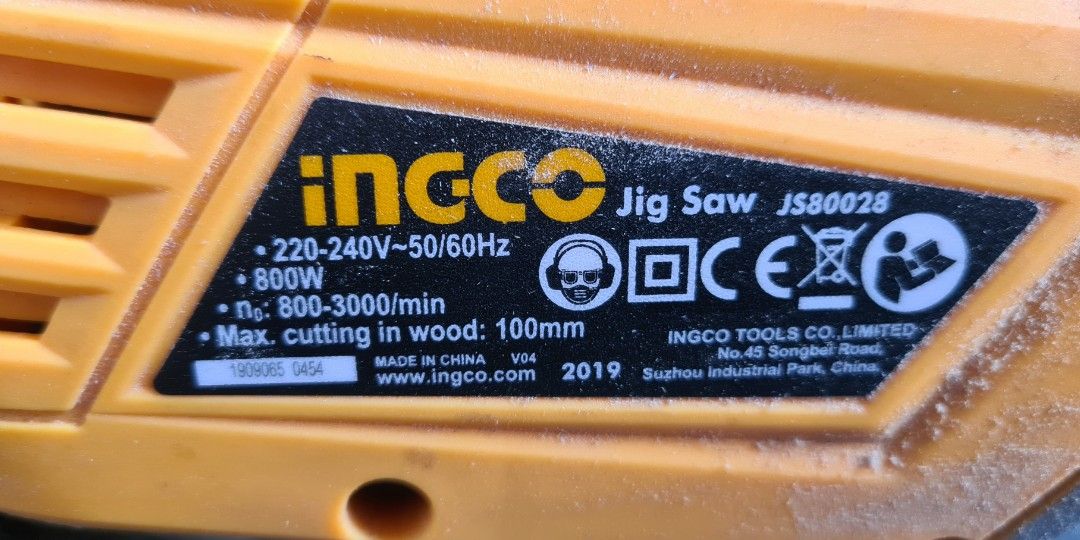 INGCO Jig Saw JS80028
• 220-240V~50/60Hz
• 800W
• n₀: 800-3000/min
• Max. cutting in wood: 100mm
1909065 0454
MADE IN CHINA V04
www.ingco.com
2019
CE
INGCO TOOLS CO.,LIMITED
No.45 Songbei Road,
Suzhou Industrial Park, China.